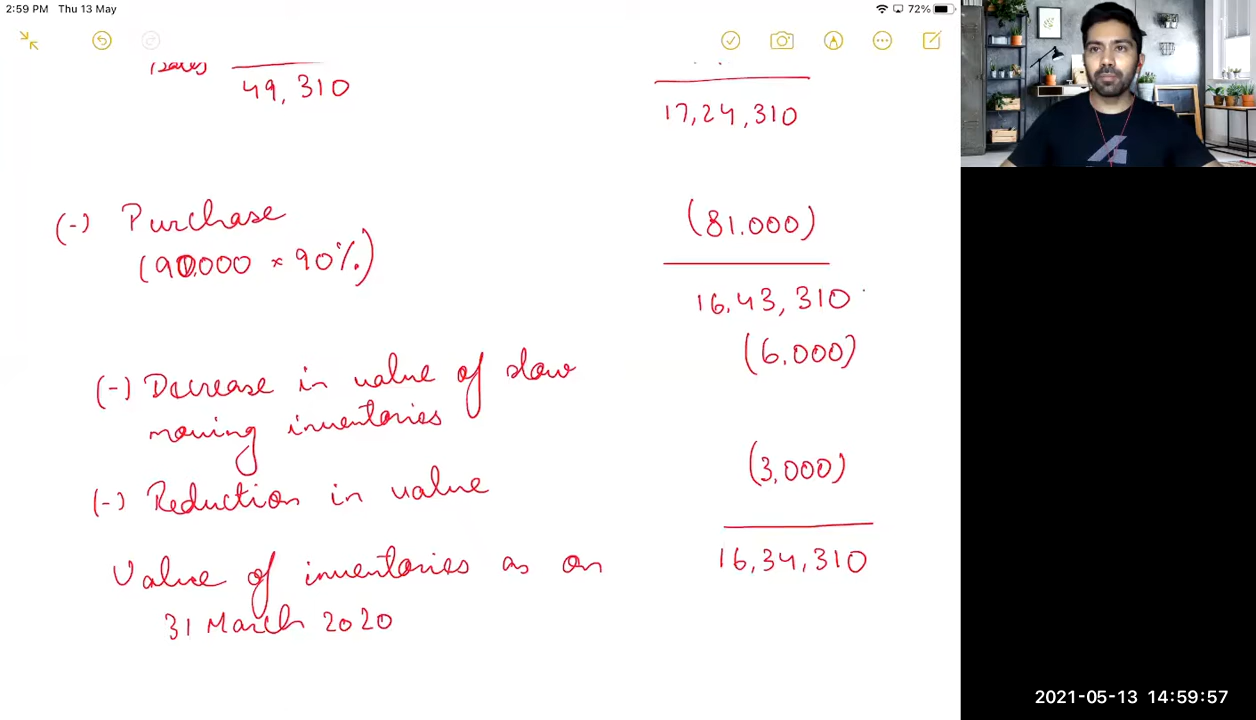 2:59 PM Thu 13 May
72%
49,310
17,24,310
(-) Purchase (81.000)
(90,000 × 90%)
16,43,310
(6,000)
(-) Decrease in value of slow
moving inventories
(3,000)
(-) Reduction in value
Value of inventories as on 16,34,310
31 March 2020
2021-05-13 14:59:57